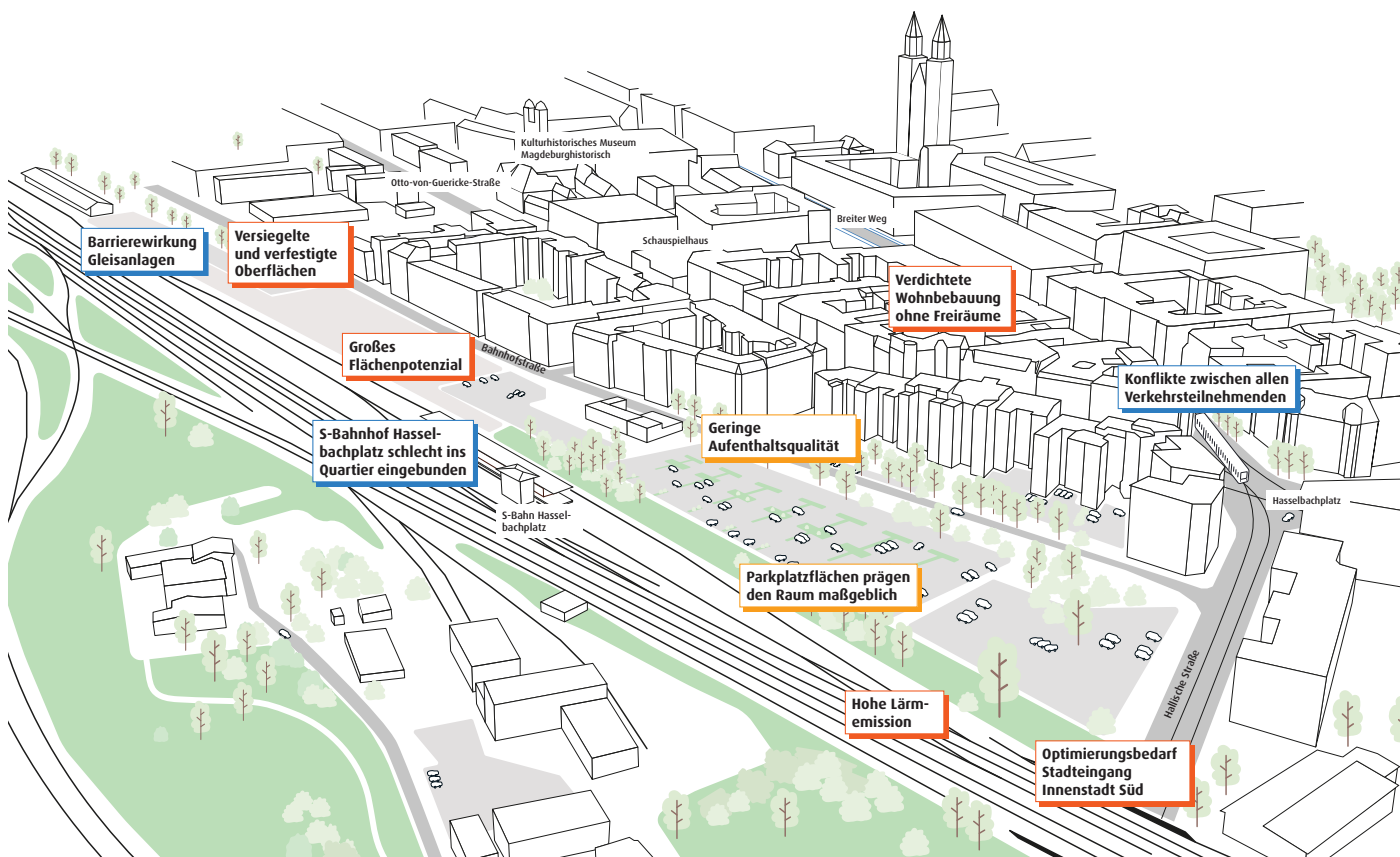 Kulturhistorisches Museum
Magdeburghistorisch
Otto-von-Guericke-Straße
Breiter Weg
Barrierewirkung
Gleisanlagen
Versiegelte
und verfestigte
Oberflächen
Schauspielhaus
Verdichtete
Wohnbebauung
ohne Freiräume
Großes
Flächenpotenzial
Bahnhofstraße
Konflikte zwischen allen
Verkehrsteilnehmenden
S-Bahnhof Hassel-
bachplatz schlecht ins
Quartier eingebunden
Geringe
Aufenthaltsqualität
S-Bahn Hassel-
bachplatz
Hasselbachplatz
Parkplatzflächen prägen
den Raum maßgeblich
Hallische Straße
Hohe Lärm-
emission
Optimierungsbedarf
Stadteingang
Innenstadt Süd